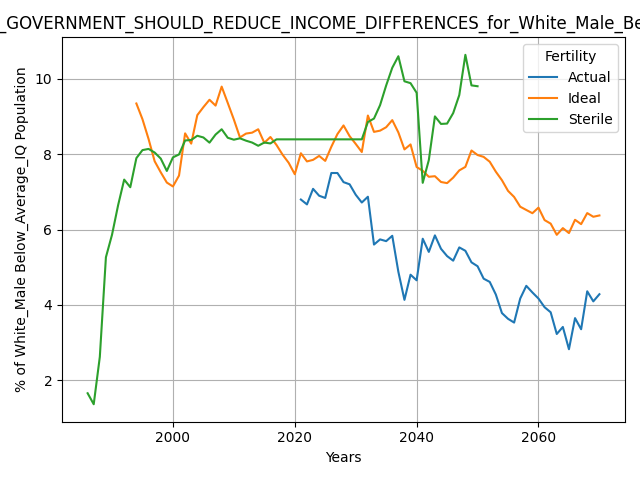 _GOVERNMENT_SHOULD_REDUCE_INCOME_DIFFERENCES_for_White_Male_Be
Fertility
Actual
Ideal
Sterile
% of White_Male Below_Average_IQ Population
10
8
6
4
2
2000 2020 2040 2060
Years